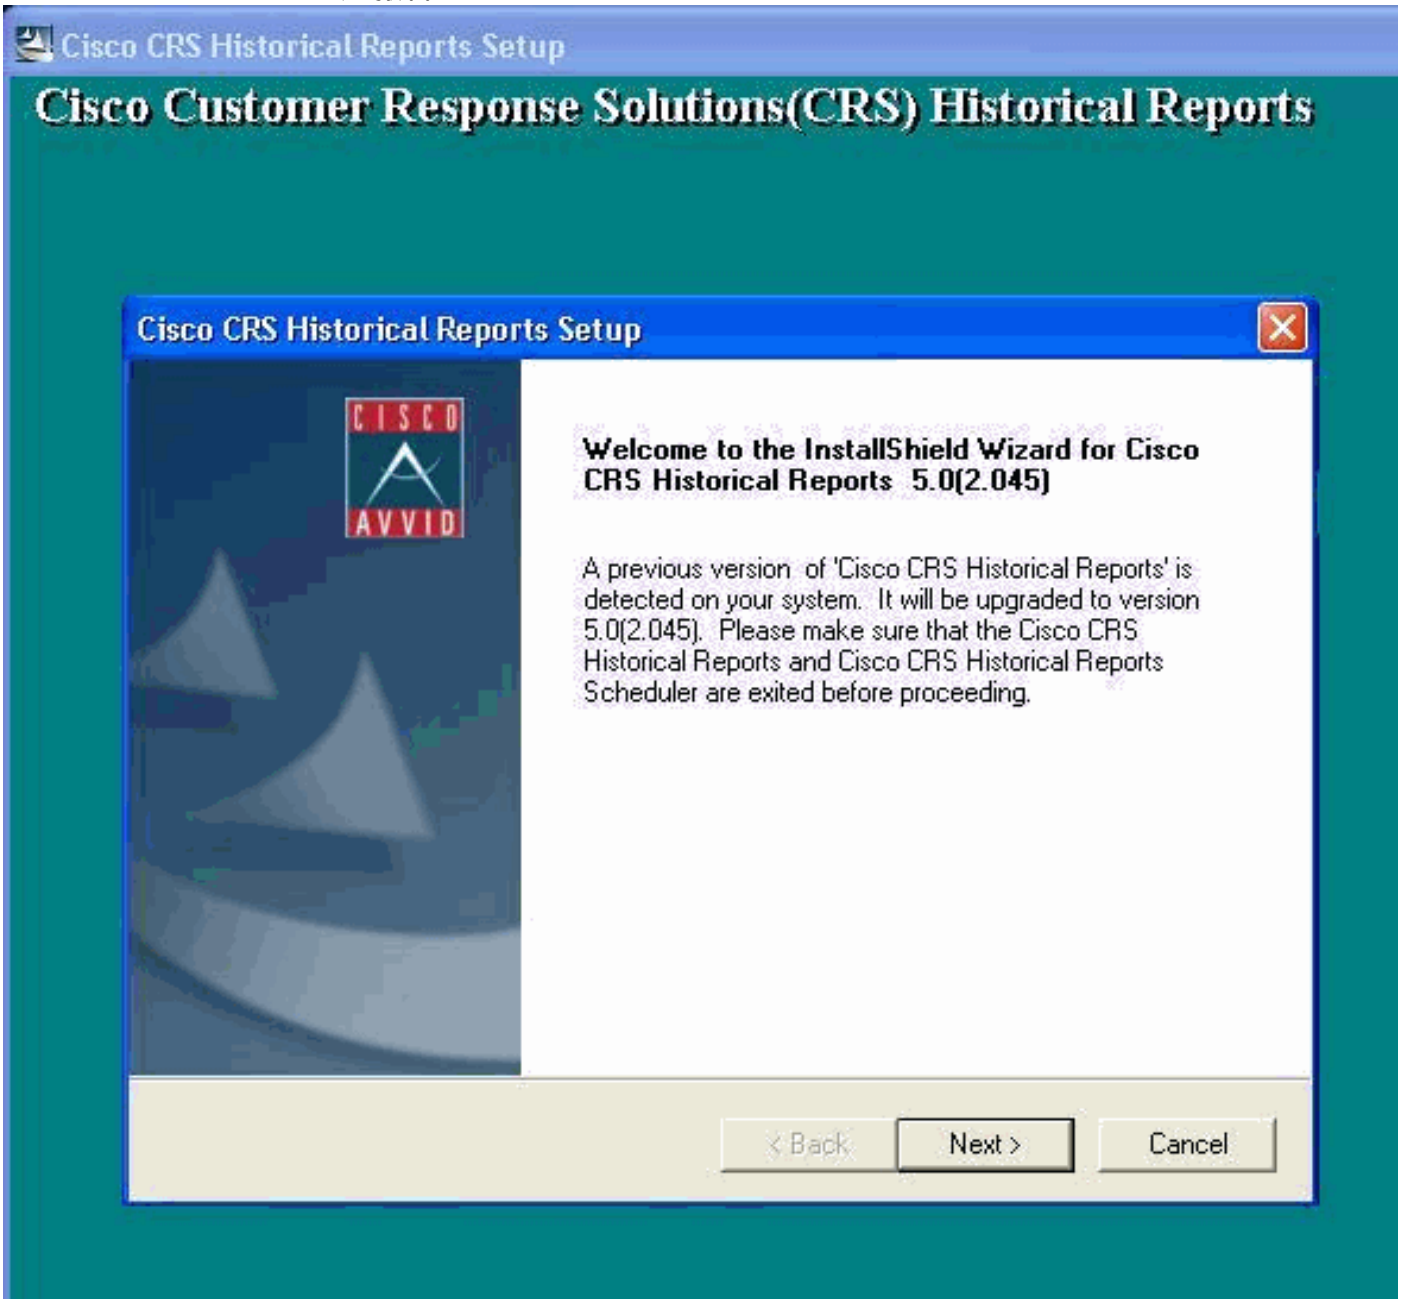 Cisco CRS Historical Reports Setup
Cisco Customer Response Solutions(CRS) Historical Reports
Cisco CRS Historical Reports Setup
CISCO
AVVID
Welcome to the InstallShield Wizard for Cisco
CRS Historical Reports 5.0(2.045)
A previous version of 'Cisco CRS Historical Reports' is
detected on your system. It will be upgraded to version
5.0(2.045). Please make sure that the Cisco CRS
Historical Reports and Cisco CRS Historical Reports
Scheduler are exited before proceeding.
< Back
Next >
Cancel